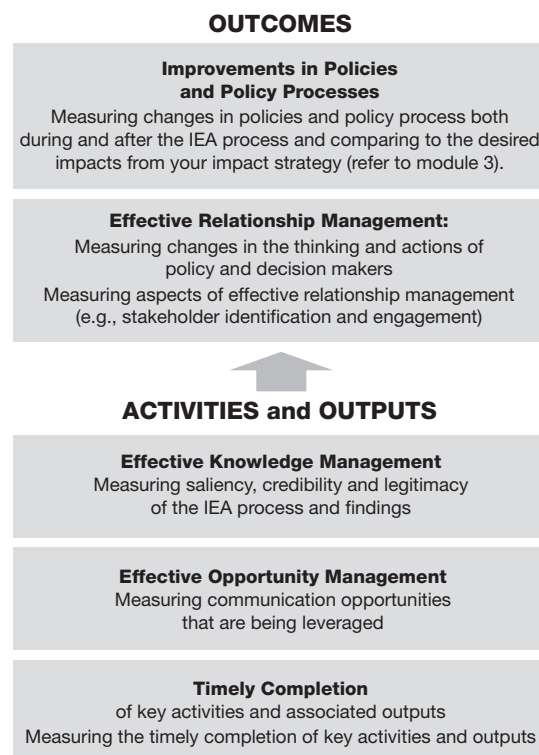 OUTCOMES
Improvements in Policies
and Policy Processes
Measuring changes in policies and policy process both
during and after the IEA process and comparing to the desired
impacts from your impact strategy (refer to module 3).
Effective Relationship Management:
Measuring changes in the thinking and actions of
policy and decision makers
Measuring aspects of effective relationship management
(e.g., stakeholder identification and engagement)
ACTIVITIES and OUTPUTS
Effective Knowledge Management
Measuring saliency, credibility and legitimacy
of the IEA process and findings
Effective Opportunity Management
Measuring communication opportunities
that are being leveraged
Timely Completion
of key activities and associated outputs
Measuring the timely completion of key activities and outputs